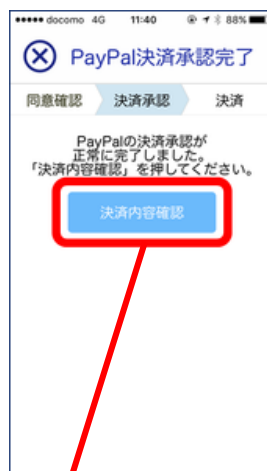 docomo 4G 11:40 88%
PayPal決済承認完了
同意確認 決済承認 決済
PayPalの決済承認が
正常に完了しました。
「決済内容確認」を押してください。
決済内容確認